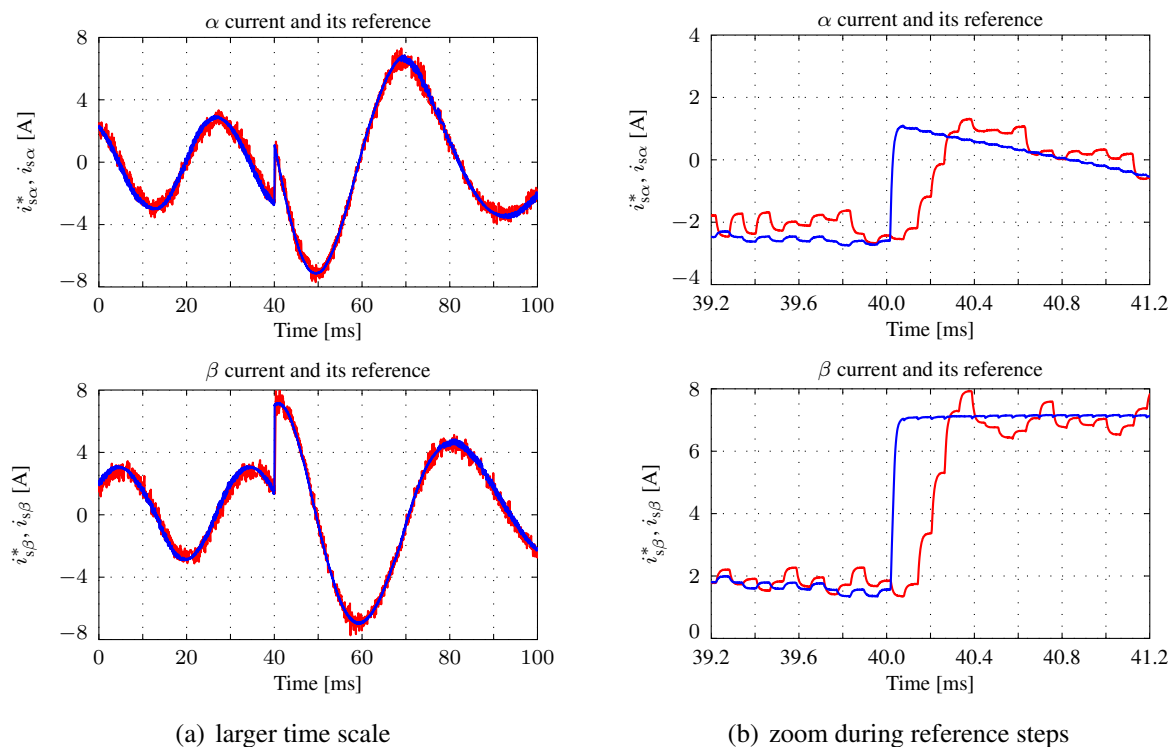 α current and its reference
8
4
0
−4
−8
i*sα, isα [A]
0 20 40 60 80 100
Time [ms]
α current and its reference
4
2
0
−2
−4
i*sα, isα [A]
39.2 39.6 40.0 40.4 40.8 41.2
Time [ms]
β current and its reference
8
4
0
−4
−8
i*sβ, isβ [A]
0 20 40 60 80 100
Time [ms]
β current and its reference
8
6
4
2
0
i*sβ, isβ [A]
39.2 39.6 40.0 40.4 40.8 41.2
Time [ms]
(a) larger time scale
(b) zoom during reference steps